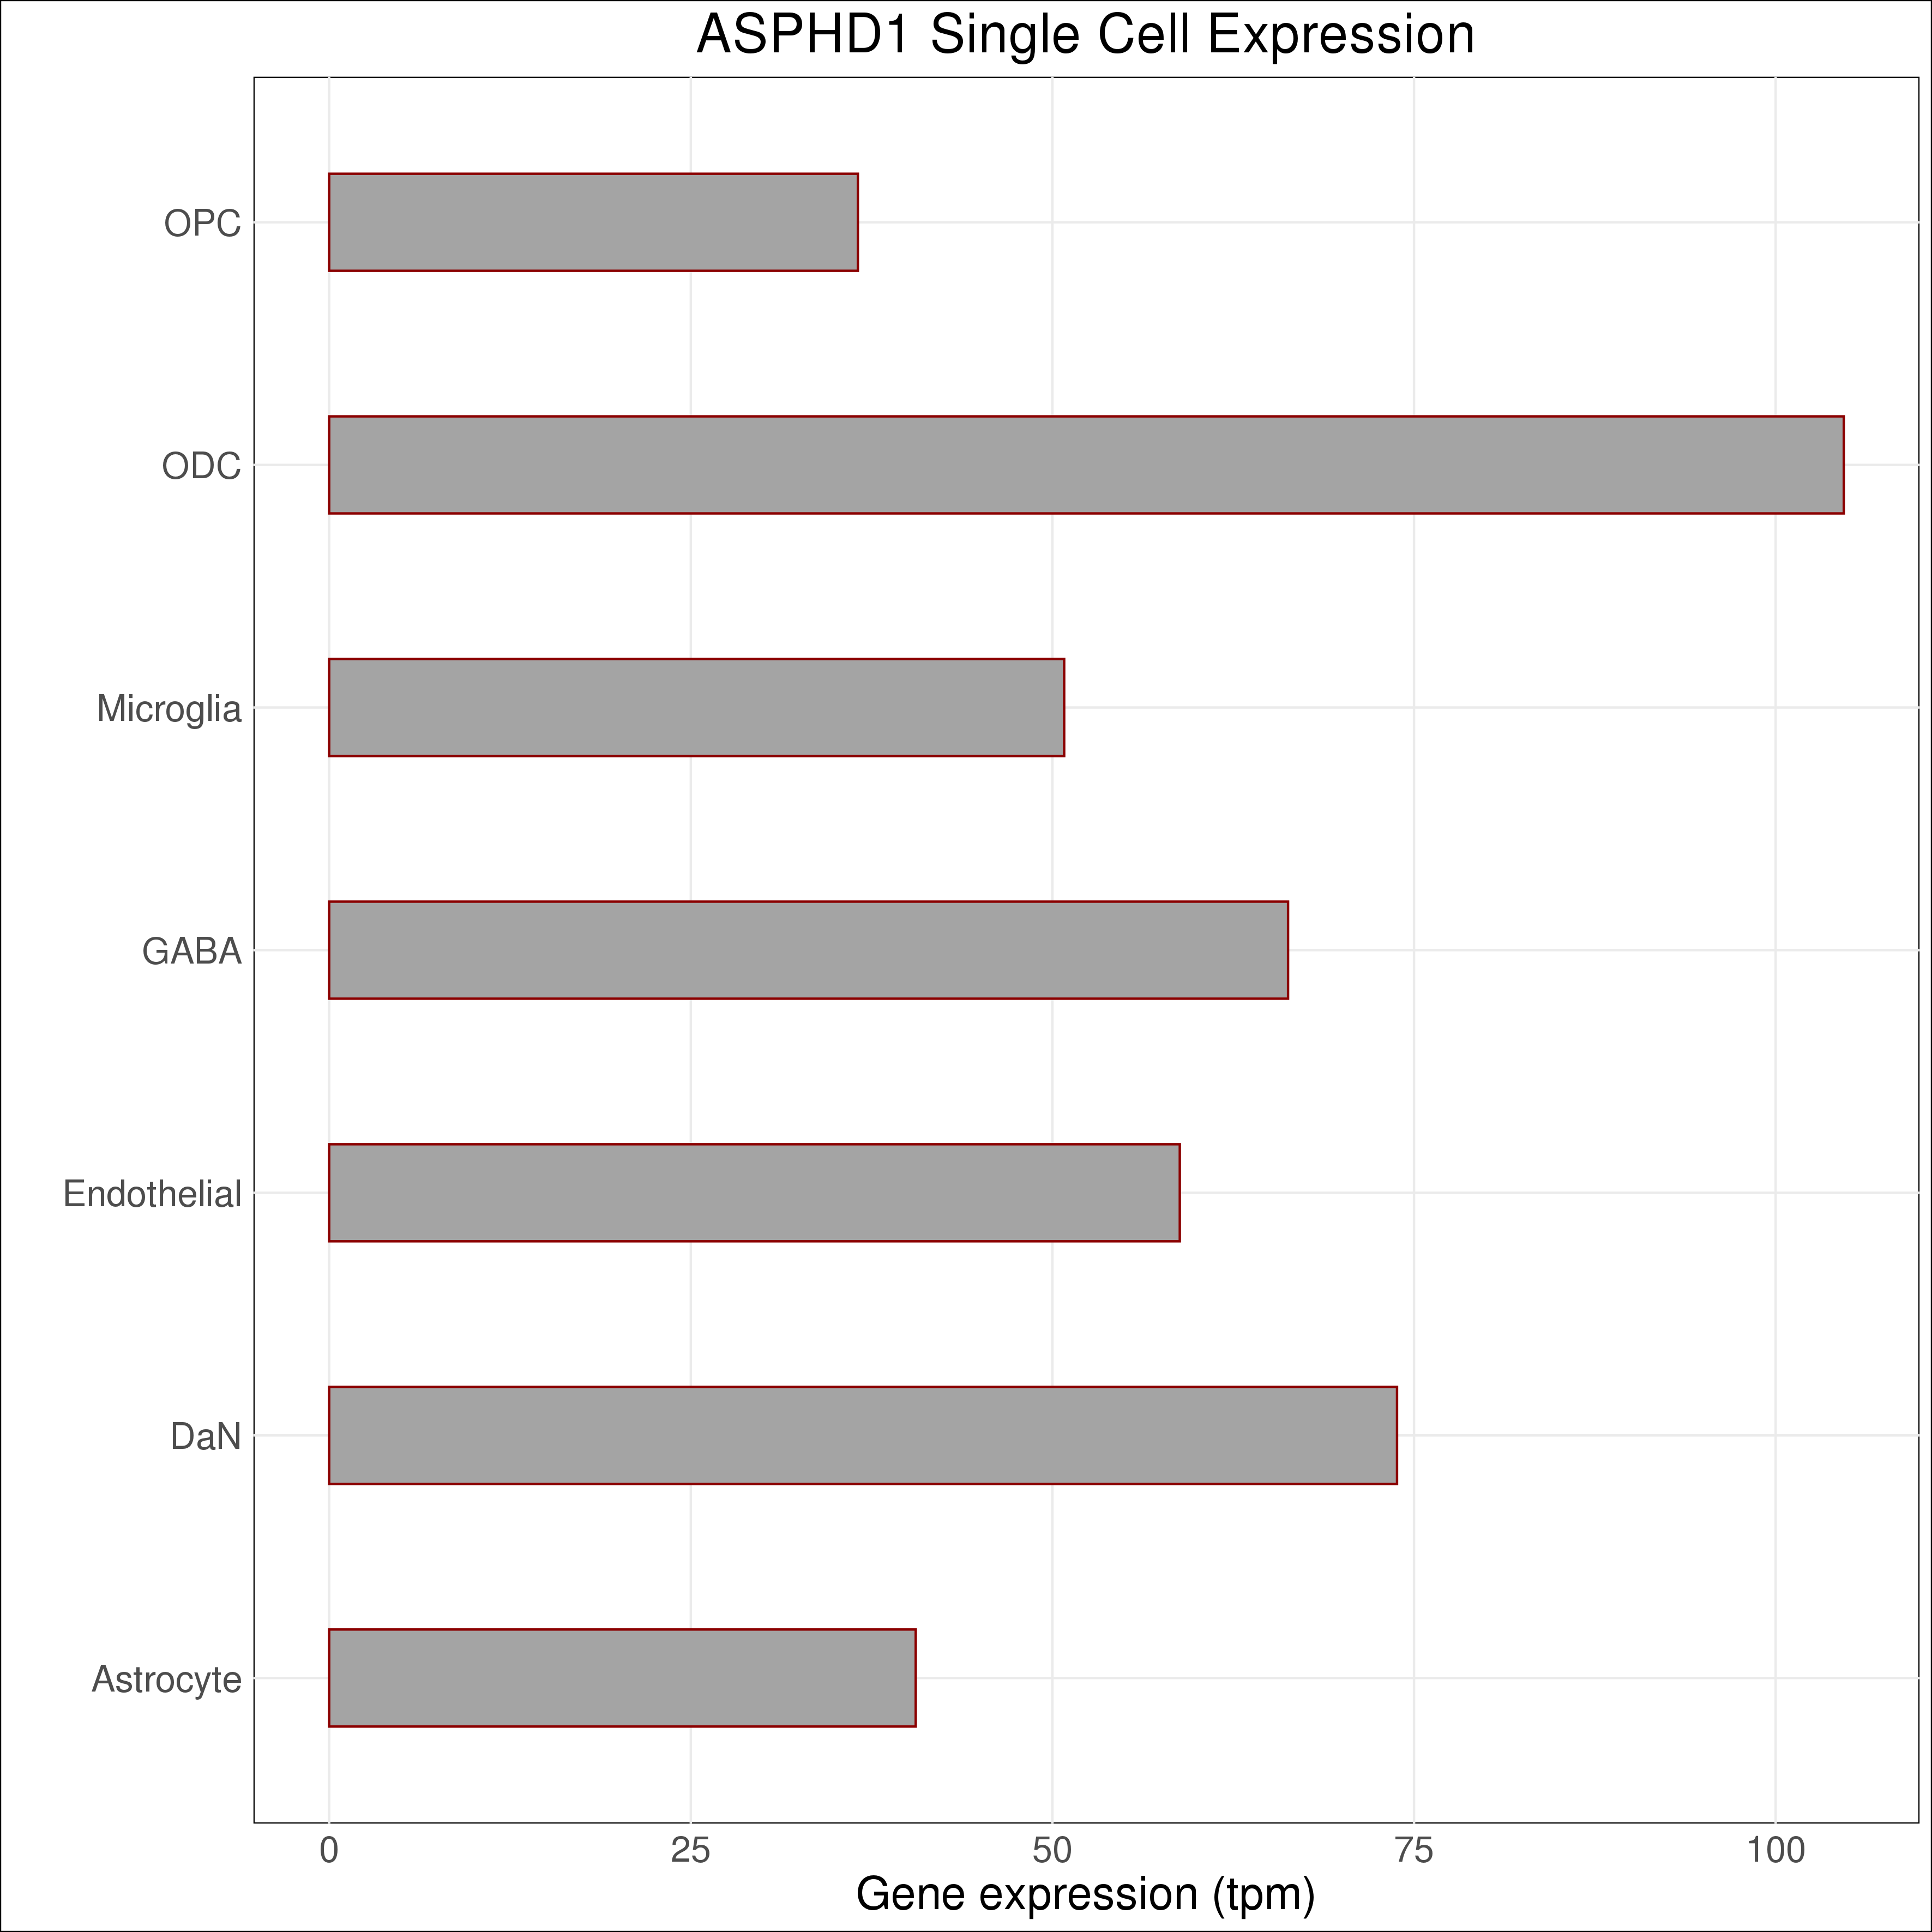 ASPHD1 Single Cell Expression
OPC
ODC
Microglia
GABA
Endothelial
DaN
Astrocyte
0 25 50 75 100
Gene expression (tpm)